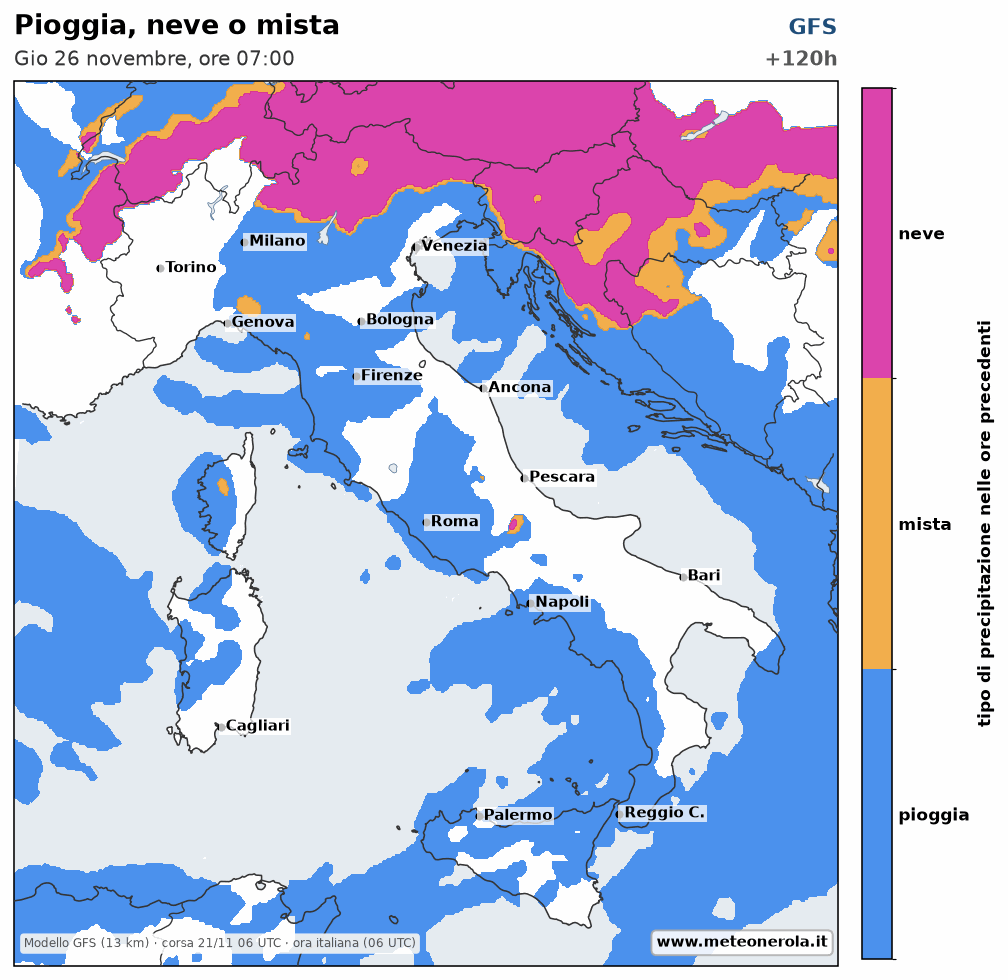 Pioggia, neve o mista
GFS
Gio 26 novembre, ore 07:00
+120h
neve
mista
pioggia
tipo di precipitazione nelle ore precedenti
Milano
Venezia
Torino
Genova
Bologna
Firenze
Ancona
Pescara
Roma
Bari
Napoli
Cagliari
Palermo
Reggio C.
Modello GFS (13 km) · corsa 21/11 06 UTC · ora italiana (06 UTC)
www.meteonerola.it